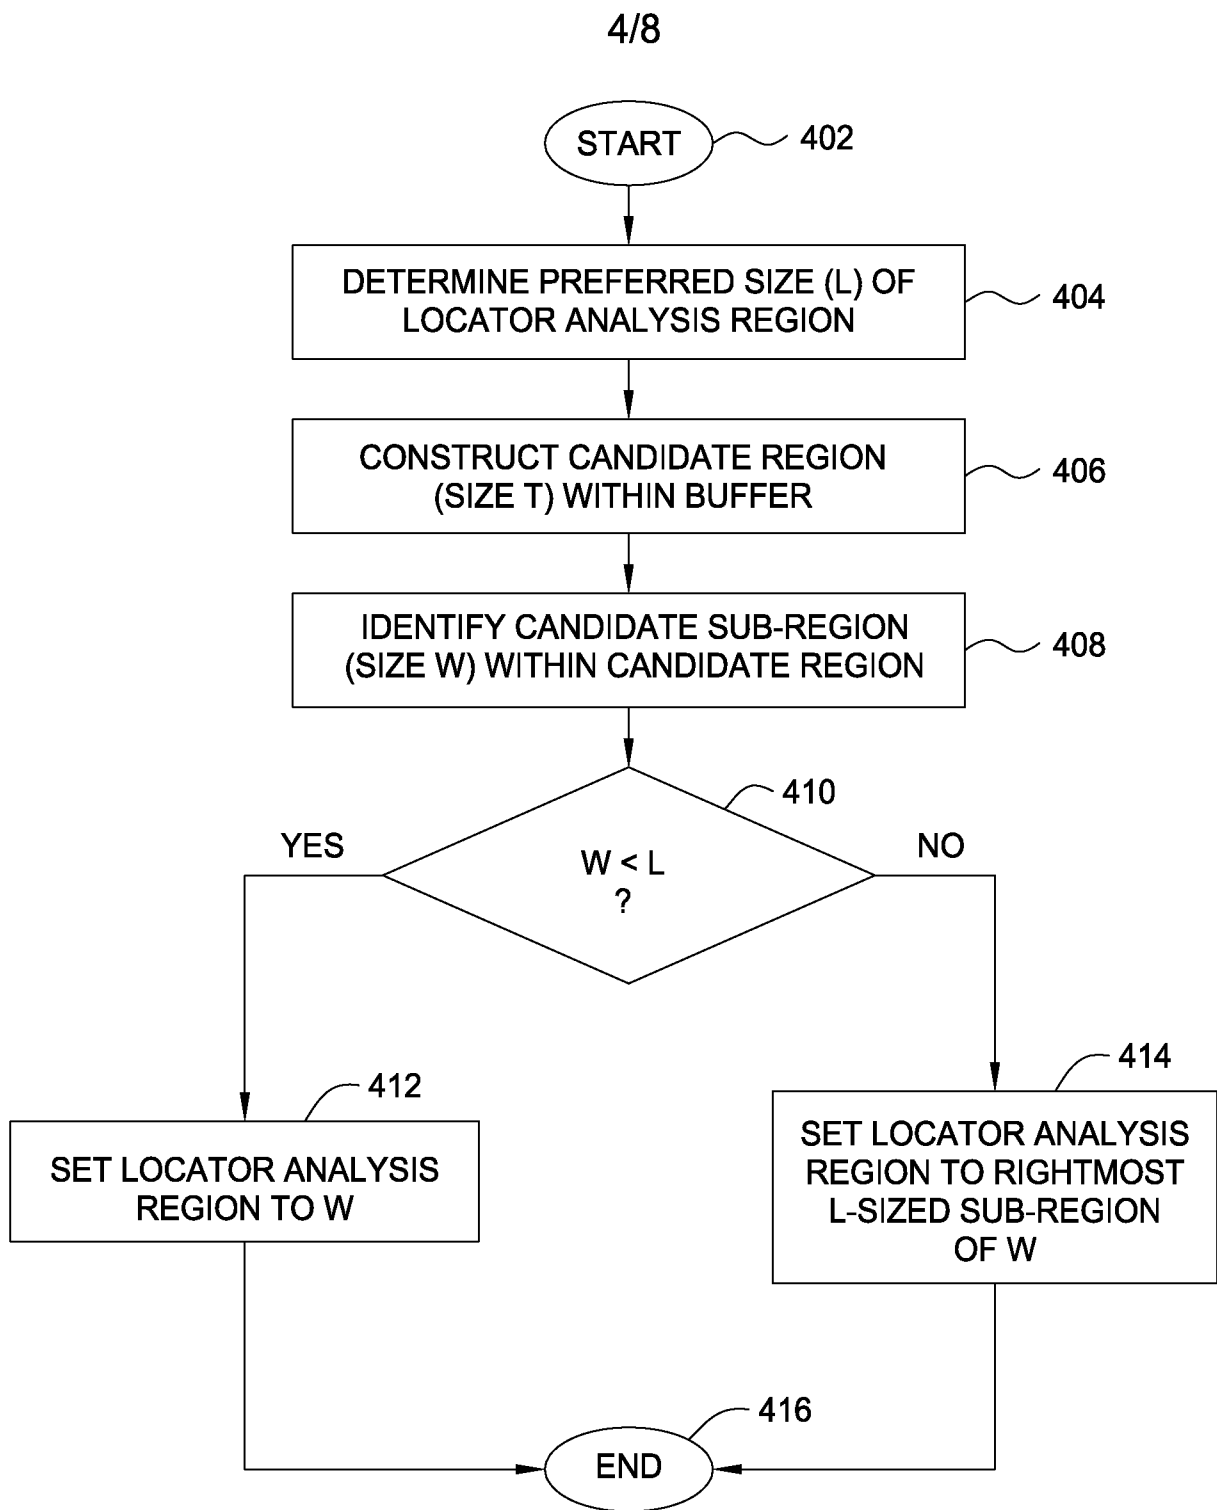 4/8
START
402
DETERMINE PREFERRED SIZE (L) OF
LOCATOR ANALYSIS REGION
404
CONSTRUCT CANDIDATE REGION
(SIZE T) WITHIN BUFFER
406
IDENTIFY CANDIDATE SUB-REGION
(SIZE W) WITHIN CANDIDATE REGION
408
410
YES
W < L
?
NO
412
SET LOCATOR ANALYSIS
REGION TO W
414
SET LOCATOR ANALYSIS
REGION TO RIGHTMOST
L-SIZED SUB-REGION
OF W
416
END